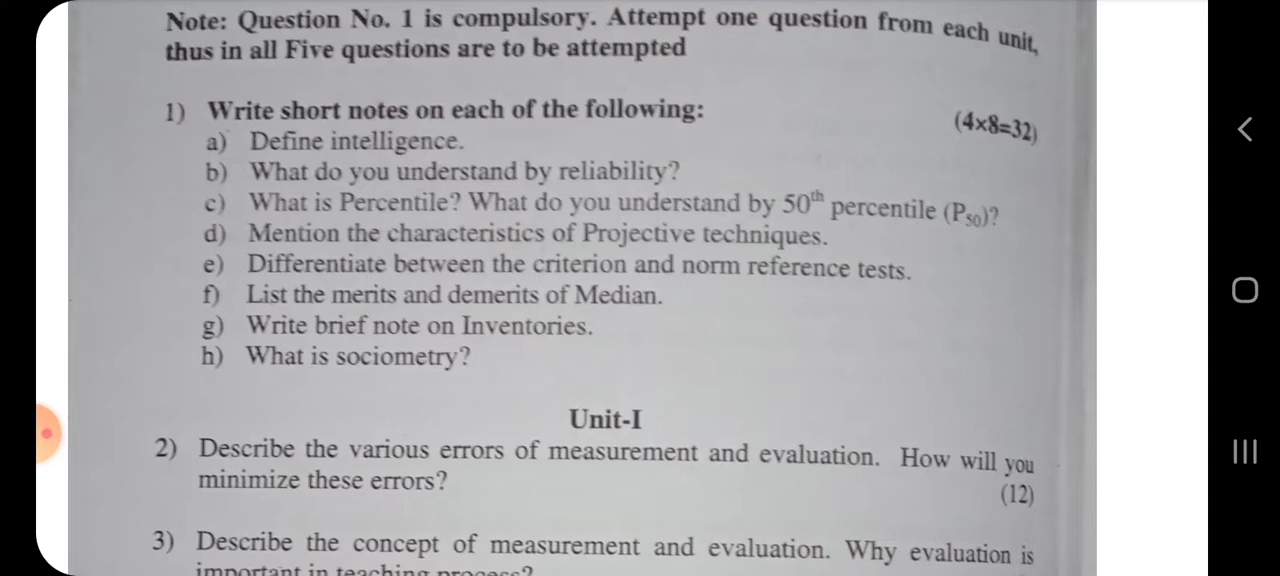 Note: Question No. 1 is compulsory. Attempt one question from each unit,
thus in all Five questions are to be attempted
1) Write short notes on each of the following: (4x8=32)
a) Define intelligence.
b) What do you understand by reliability?
c) What is Percentile? What do you understand by 50th percentile (P50)?
d) Mention the characteristics of Projective techniques.
e) Differentiate between the criterion and norm reference tests.
f) List the merits and demerits of Median.
g) Write brief note on Inventories.
h) What is sociometry?
Unit-I
2) Describe the various errors of measurement and evaluation. How will you
minimize these errors? (12)
3) Describe the concept of measurement and evaluation. Why evaluation is
important in teaching process?